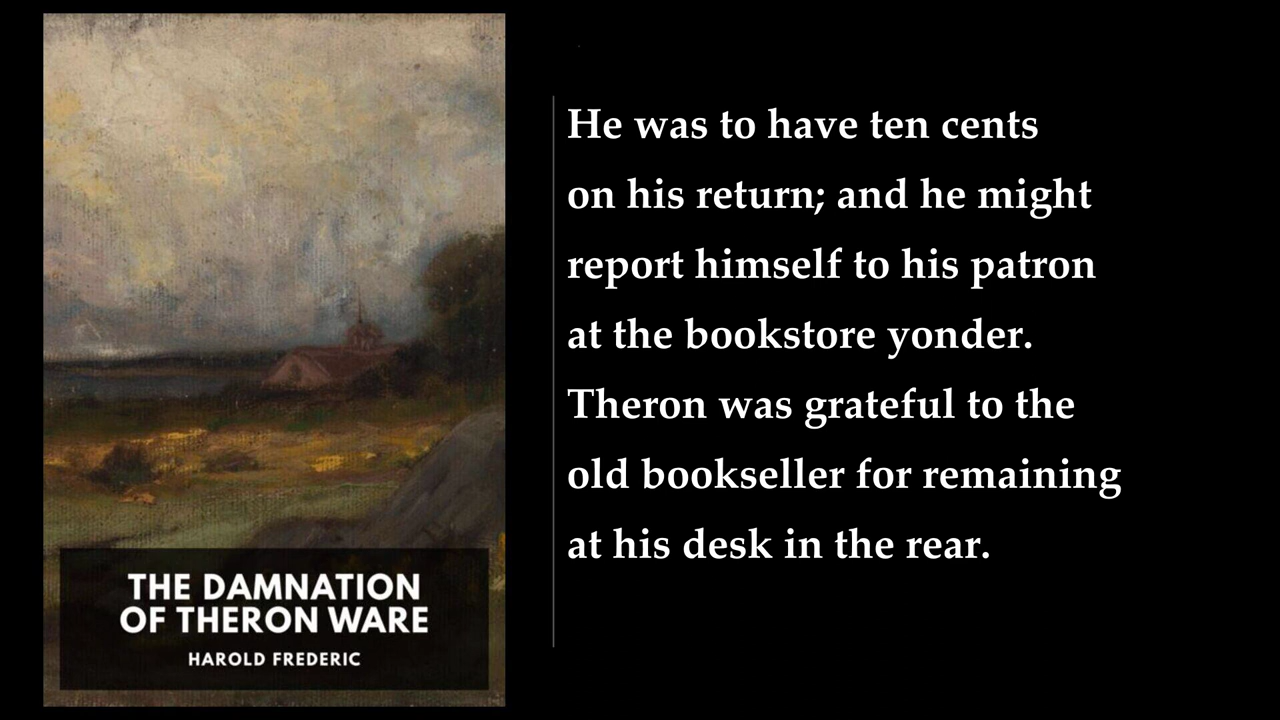 He was to have ten cents
on his return; and he might
report himself to his patron
at the bookstore yonder.
Theron was grateful to the
old bookseller for remaining
at his desk in the rear.
THE DAMNATION
OF THERON WARE
HAROLD FREDERIC